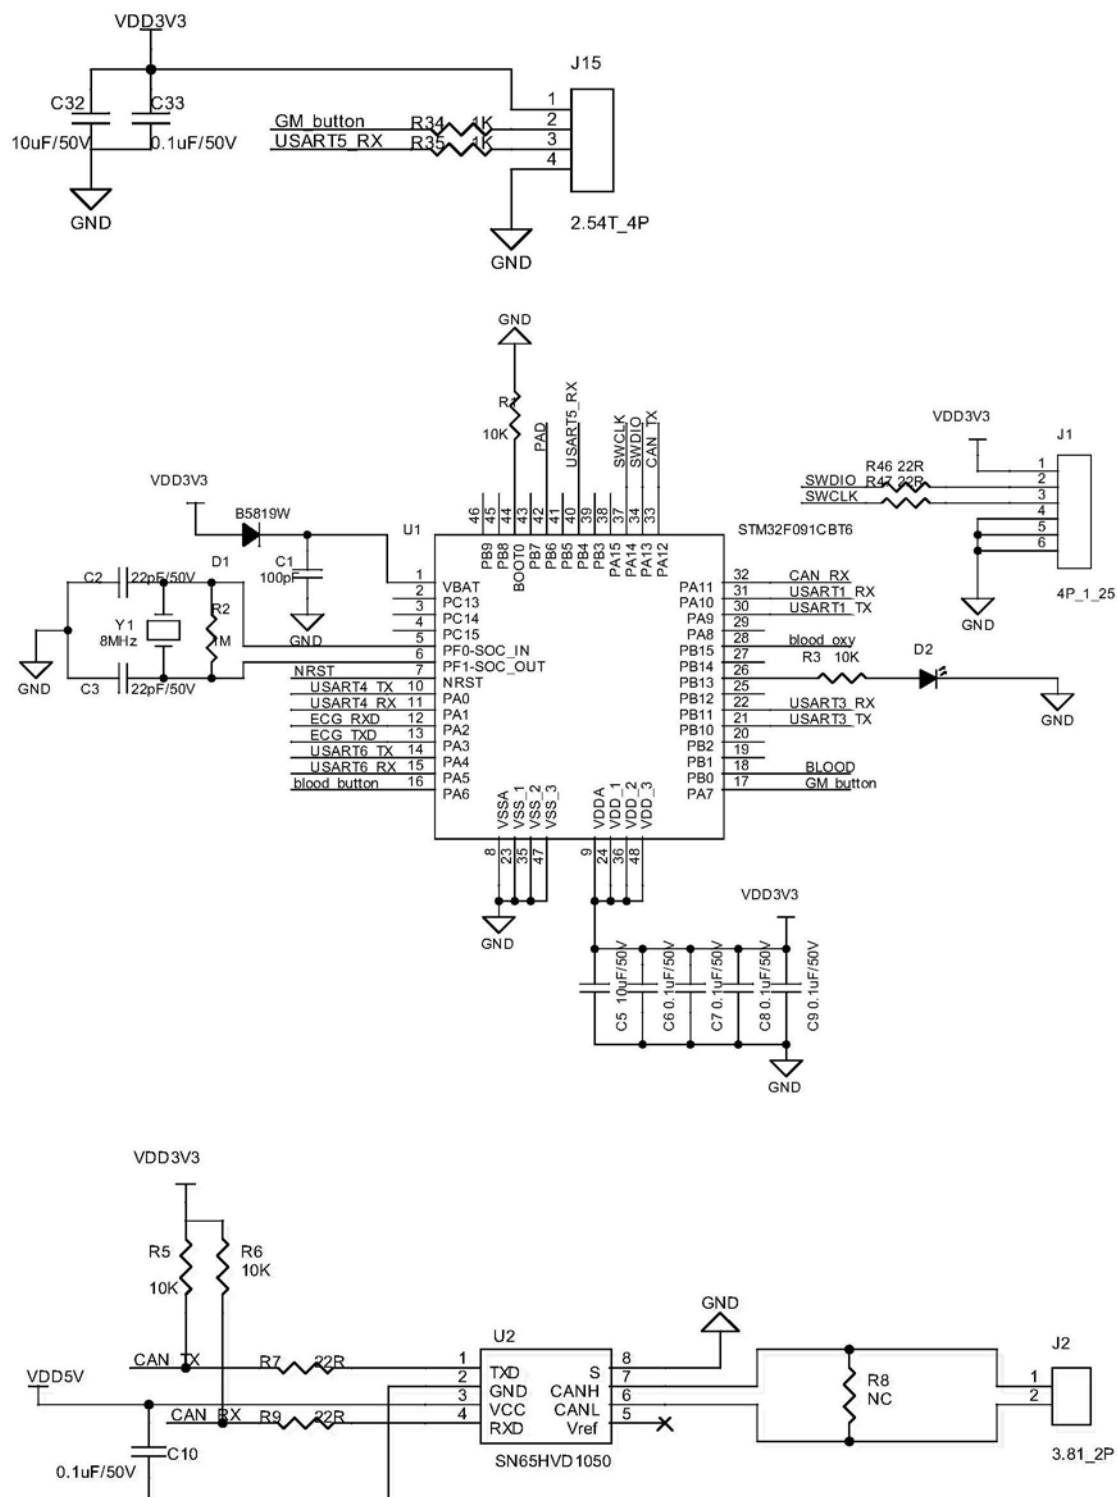 VDD3V3
J15
C32 C33
10uF/50V 0.1uF/50V
GM_button R34 1K
USART5_RX R35 1K
1
2
3
4
GND
2.54T_4P
GND
GND
R1
10K
PAD
USART5_RX
SWCLK
SWDIO
CAN_TX
VDD3V3
J1
R46 22R
SWDIO R47 22R
SWCLK
1
2
3
4
5
6
4P_1_25
GND
VDD3V3
B5819W
D1
C1
100pF
GND
C2 22pF/50V
Y1
8MHz
R2
1M
C3 22pF/50V
GND
U1
STM32F091CBT6
46 45 44 43 42 41 40 39 38 37 34 33
PB9 PB8 BOOT0 PB7 PB6 PB5 PB4 PB3 PA15 PA14 PA13 PA12
1 VBAT
2 PC13
3 PC14
4 PC15
5 PF0-SOC_IN
6 PF1-SOC_OUT
NRST 7 NRST
USART4_TX 10 PA0
USART4_RX 11 PA1
ECG_RXD 12 PA2
ECG_TXD 13 PA3
USART6_TX 14 PA4
USART6_RX 15 PA5
blood_button 16 PA6
PA11 32 CAN_RX
PA10 31 USART1_RX
PA9 30 USART1_TX
PA8 29
PB15 28 blood_oxy
PB14 27
PB13 26
R3 10K D2
GND
PB12 25
PB11 22 USART3_RX
PB10 21 USART3_TX
PB2 20
PB1 19
PB0 18 BLOOD
PA7 17 GM_button
VSSA VSS_1 VSS_2 VSS_3
8 23 35 47
GND
VDDA VDD_1 VDD_2 VDD_3
9 24 36 48
VDD3V3
C5 10uF/50V
C6 0.1uF/50V
C7 0.1uF/50V
C8 0.1uF/50V
C9 0.1uF/50V
GND
VDD3V3
R5
10K
R6
10K
CAN_TX R7 22R
VDD5V
CAN_RX R9 22R
C10
0.1uF/50V
U2
1 TXD
2 GND
3 VCC
4 RXD
S 8
CANH 7
CANL 6
Vref 5
SN65HVD1050
GND
R8
NC
J2
1
2
3.81_2P